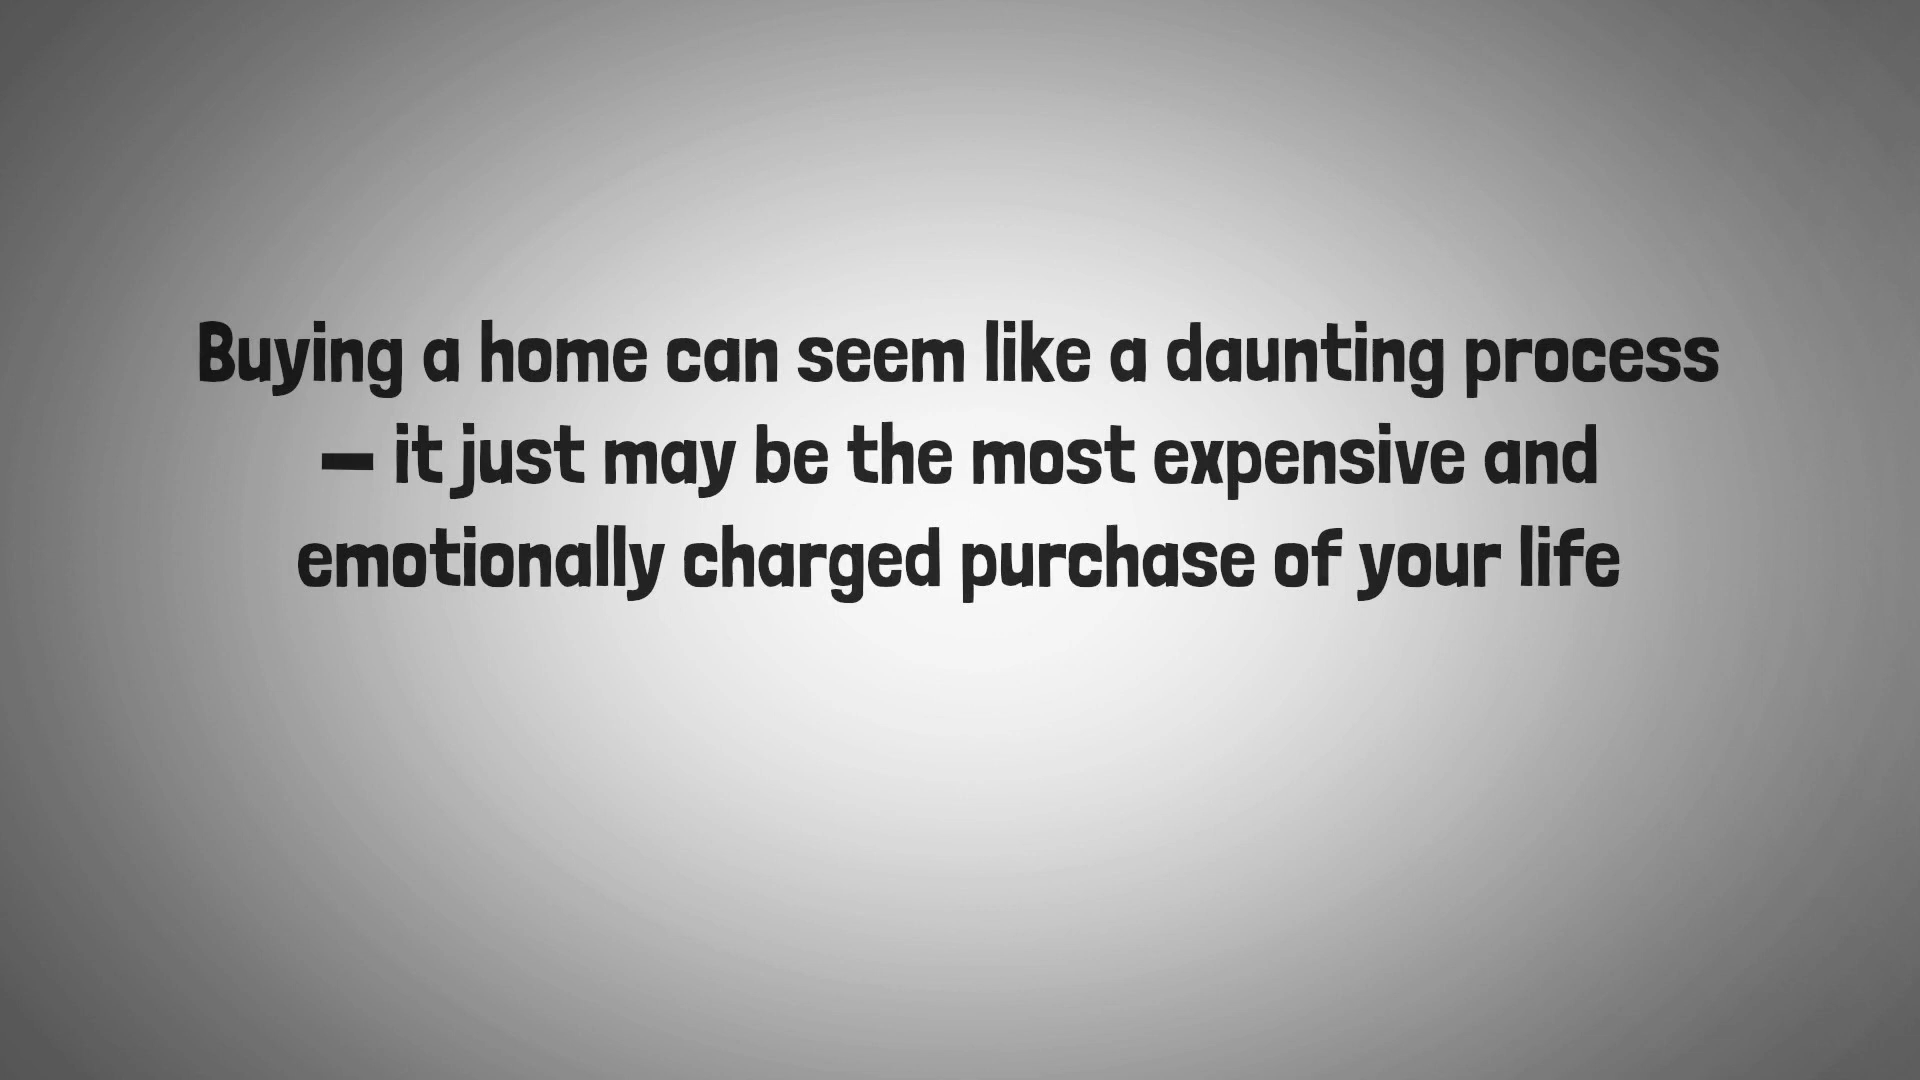 Buying a home can seem like a daunting process
– it just may be the most expensive and
emotionally charged purchase of your life